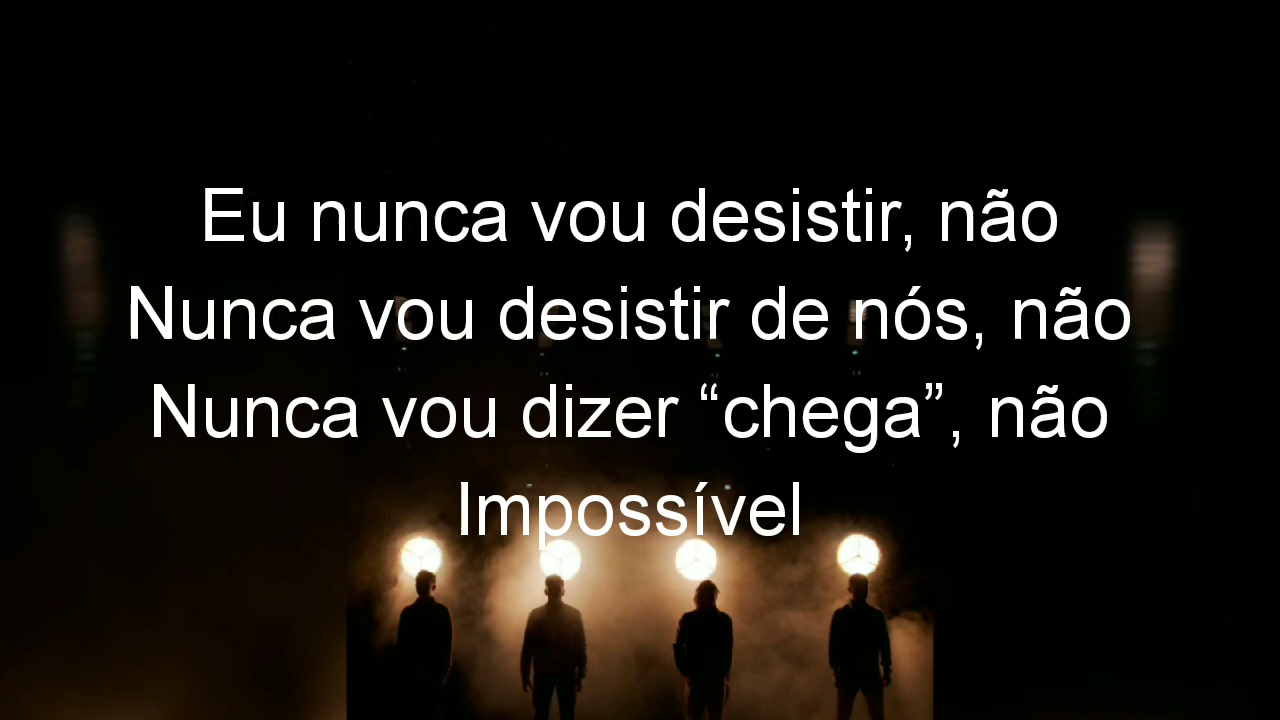 Eu nunca vou desistir, não
Nunca vou desistir de nós, não
Nunca vou dizer “chega”, não
Impossível